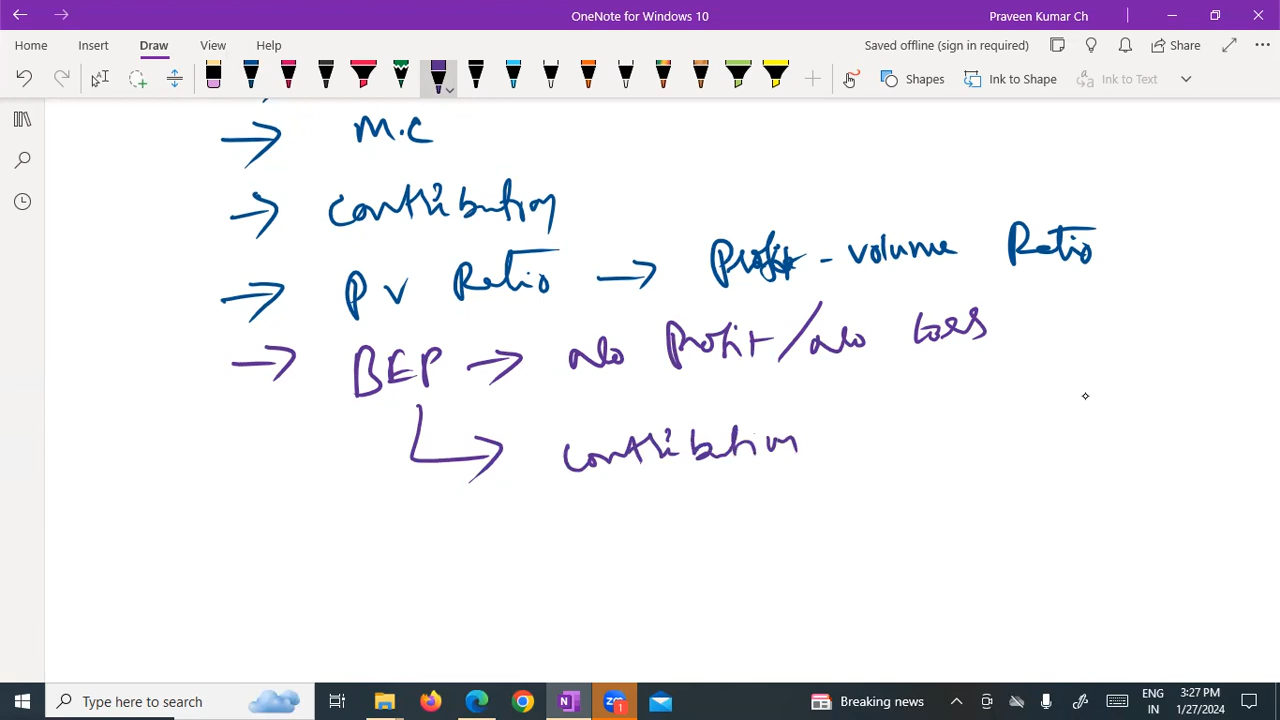 OneNote for Windows 10
Praveen Kumar Ch
Home Insert Draw View Help
Saved offline (sign in required)
Share
Shapes Ink to Shape Ink to Text
→ M.C
→ contribution
→ P V Ratio → Profit - volume Ratio
→ BEP → No Profit / No Loss
→ contribution
Type here to search
Breaking news
ENG
IN
3:27 PM
1/27/2024
zm
1